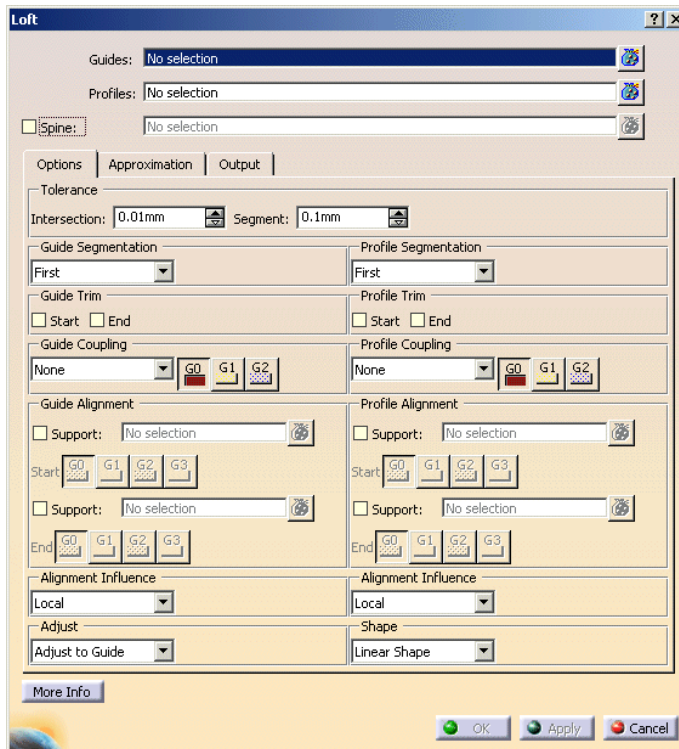 Loft ? X
Guides: No selection
Profiles: No selection
Spine: No selection
Options Approximation Output
Tolerance
Intersection: 0.01mm Segment: 0.1mm
Guide Segmentation Profile Segmentation
First First
Guide Trim Profile Trim
Start End Start End
Guide Coupling Profile Coupling
None G0 G1 G2 None G0 G1 G2
Guide Alignment Profile Alignment
Support: No selection Support: No selection
Start G0 G1 G2 G3 Start G0 G1 G2 G3
Support: No selection Support: No selection
End G0 G1 G2 G3 End G0 G1 G2 G3
Alignment Influence Alignment Influence
Local Local
Adjust Shape
Adjust to Guide Linear Shape
More Info
OK Apply Cancel